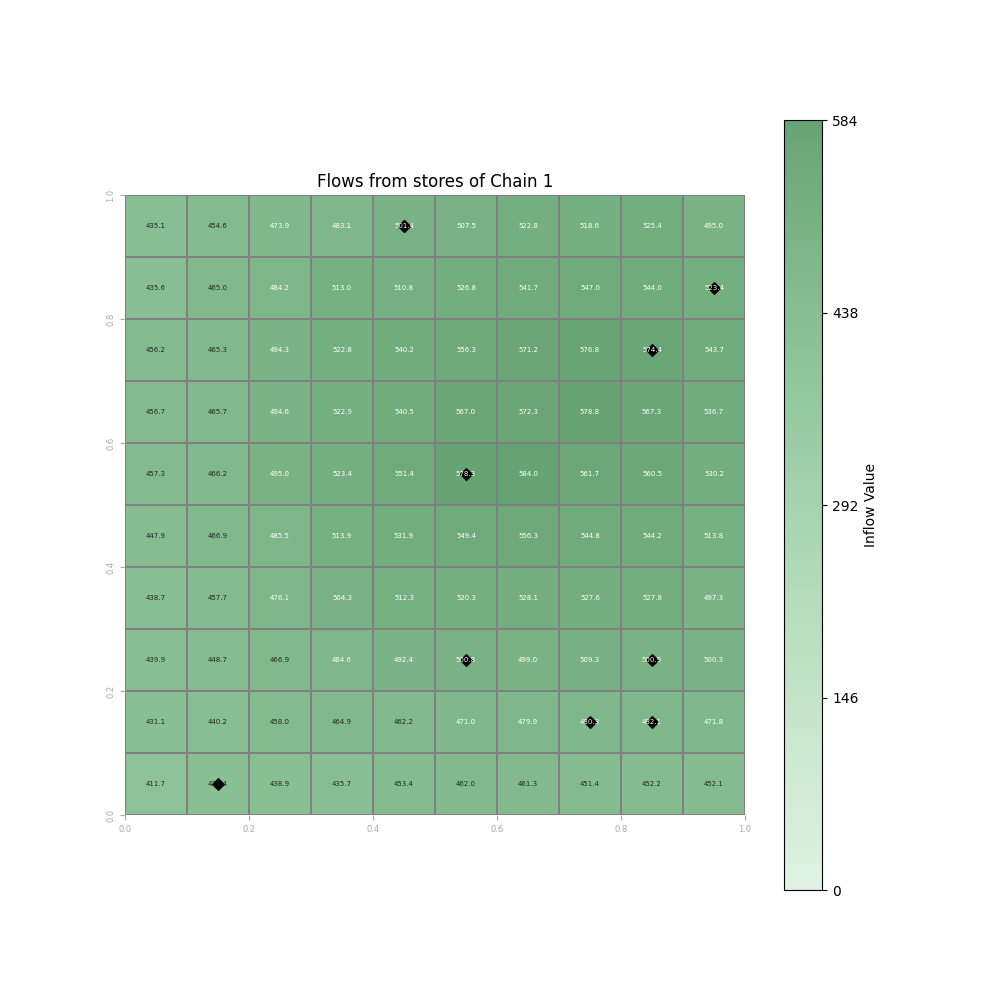 Flows from stores of Chain 1
584
1.0
435.1 454.6 473.9 483.1 501.4 507.5 522.8 518.6 525.4 495.0
435.6 465.0 484.2 513.0 510.8 526.8 541.7 547.0 544.0 523.4
0.8
438
456.2 465.3 494.3 522.8 540.2 556.3 571.2 576.8 574.4 543.7
456.7 465.7 494.6 522.9 540.5 567.0 572.3 578.8 567.3 536.7
0.6
457.3 466.2 495.0 523.4 551.4 584.0 561.7 560.5 530.2
292
Inflow Value
447.9 466.9 485.5 513.9 531.9 549.4 556.3 544.8 544.2 513.8
0.4
438.7 457.7 476.1 504.3 512.3 520.3 528.1 527.6 527.8 497.3
439.9 448.7 466.9 484.6 492.4 499.0 509.3 500.3
0.2
146
431.1 440.2 458.0 464.9 462.2 471.0 479.9 471.8
411.7 438.9 435.7 453.4 462.0 461.3 451.4 452.2 452.1
0.0
0.0 0.2 0.4 0.6 0.8 1.0
0